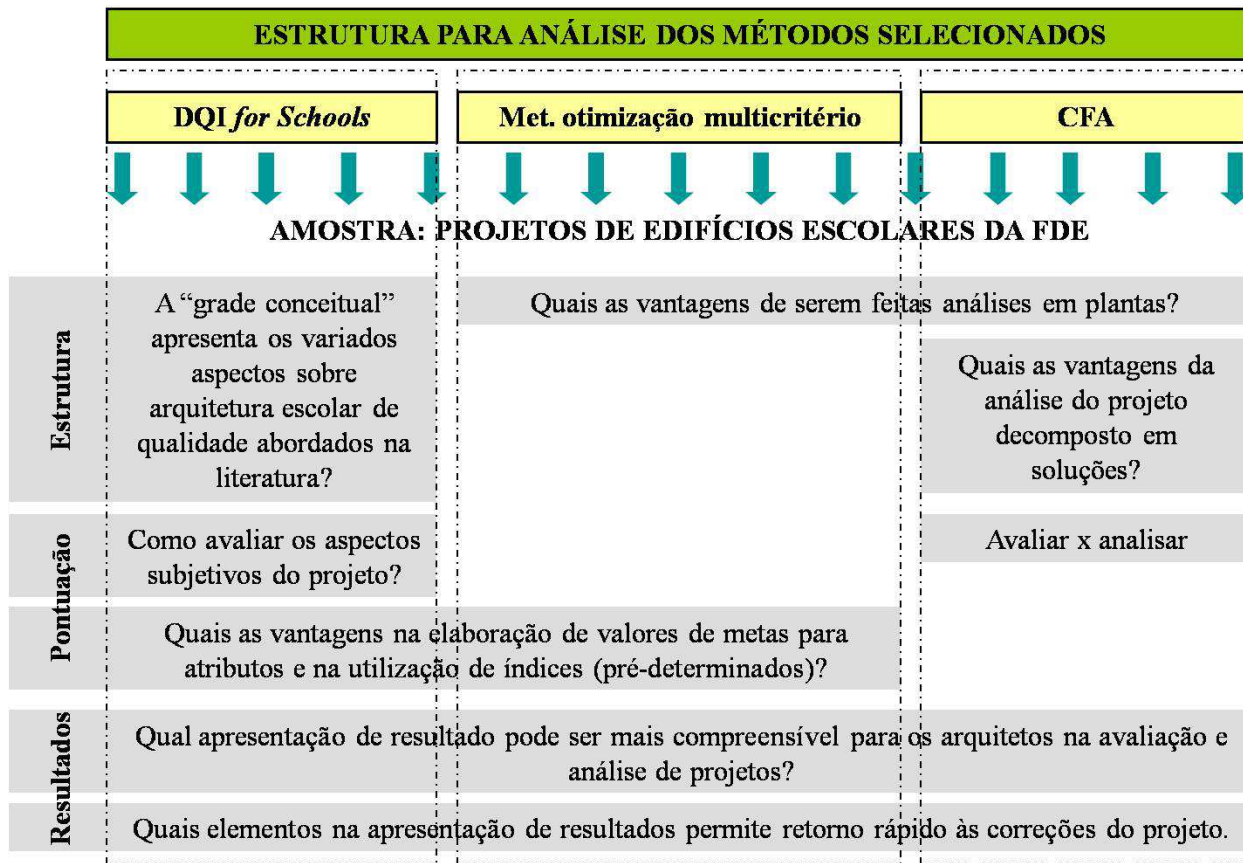 ESTRUTURA PARA ANÁLISE DOS MÉTODOS SELECIONADOS
DQI for Schools
Met. otimização multicritério
CFA
AMOSTRA: PROJETOS DE EDIFÍCIOS ESCOLARES DA FDE
Estrutura
A “grade conceitual”
apresenta os variados
aspectos sobre
arquitetura escolar de
qualidade abordados na
literatura?
Quais as vantagens de serem feitas análises em plantas?
Quais as vantagens da
análise do projeto
decomposto em
soluções?
Pontuação
Como avaliar os aspectos
subjetivos do projeto?
Avaliar x analisar
Quais as vantagens na elaboração de valores de metas para
atributos e na utilização de índices (pré-determinados)?
Resultados
Qual apresentação de resultado pode ser mais compreensível para os arquitetos na avaliação e
análise de projetos?
Quais elementos na apresentação de resultados permite retorno rápido às correções do projeto.